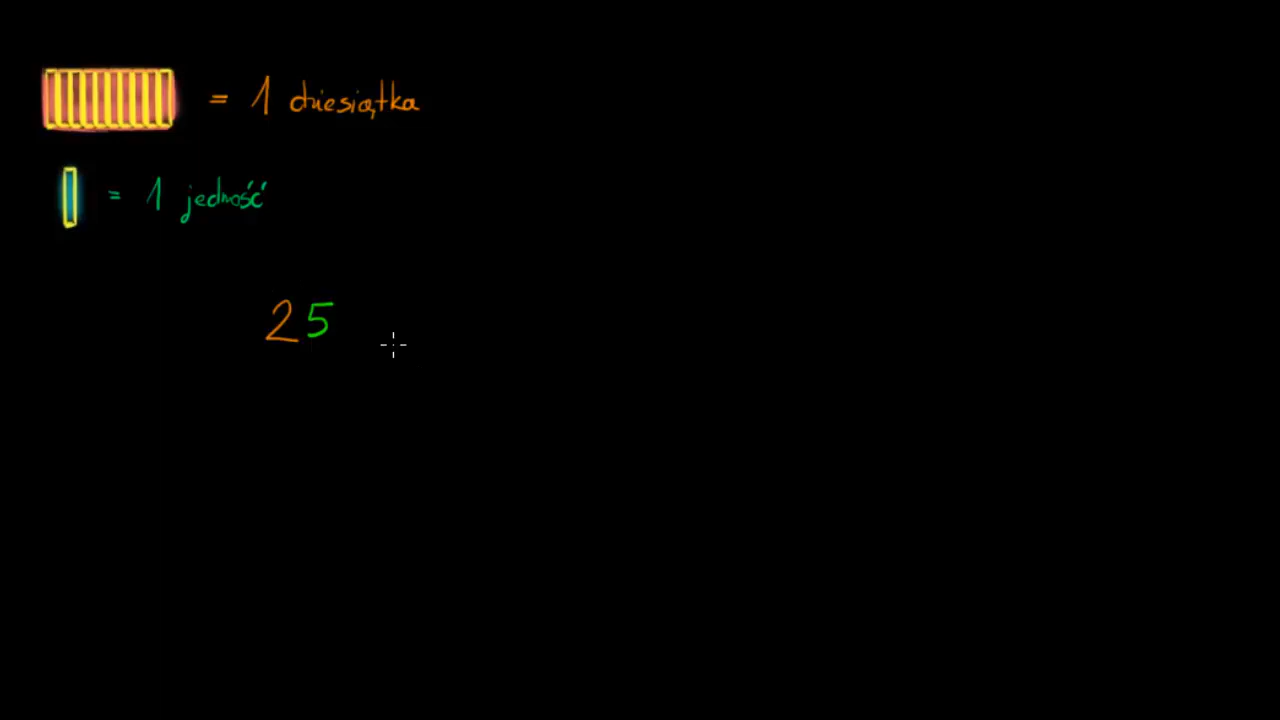 = 1 dziesiątka
= 1 jedność
25